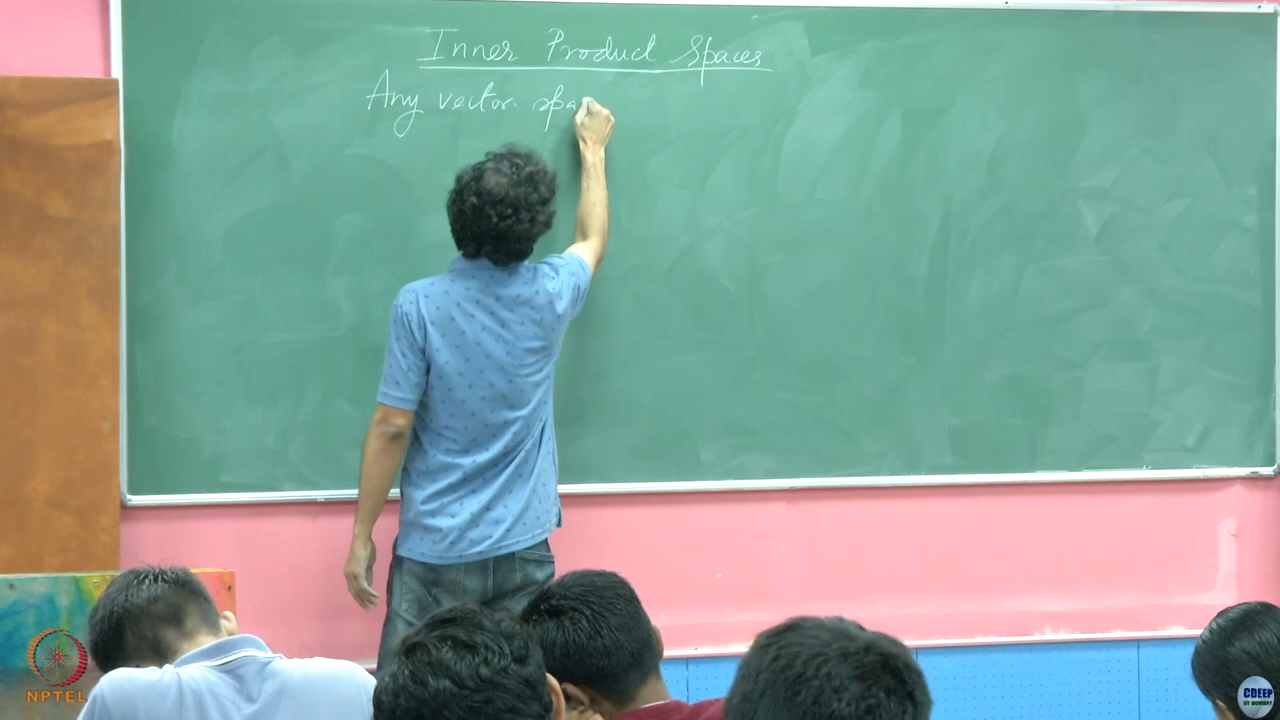 Inner Product Spaces
Any vector spa
NPTEL
CDEEP
IIT BOMBAY